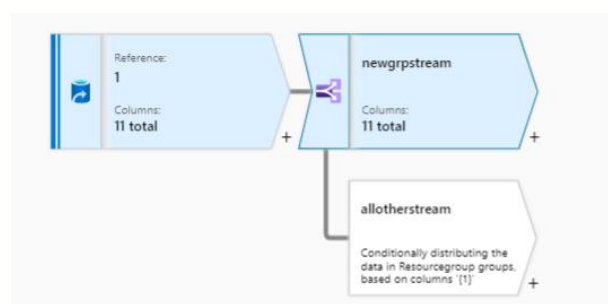 Reference:
1
Columns:
11 total
+
newgrpstream
Columns:
11 total
+
allotherstream
Conditionally distributing the
data in Resourcegroup groups,
based on columns '{1}'
+